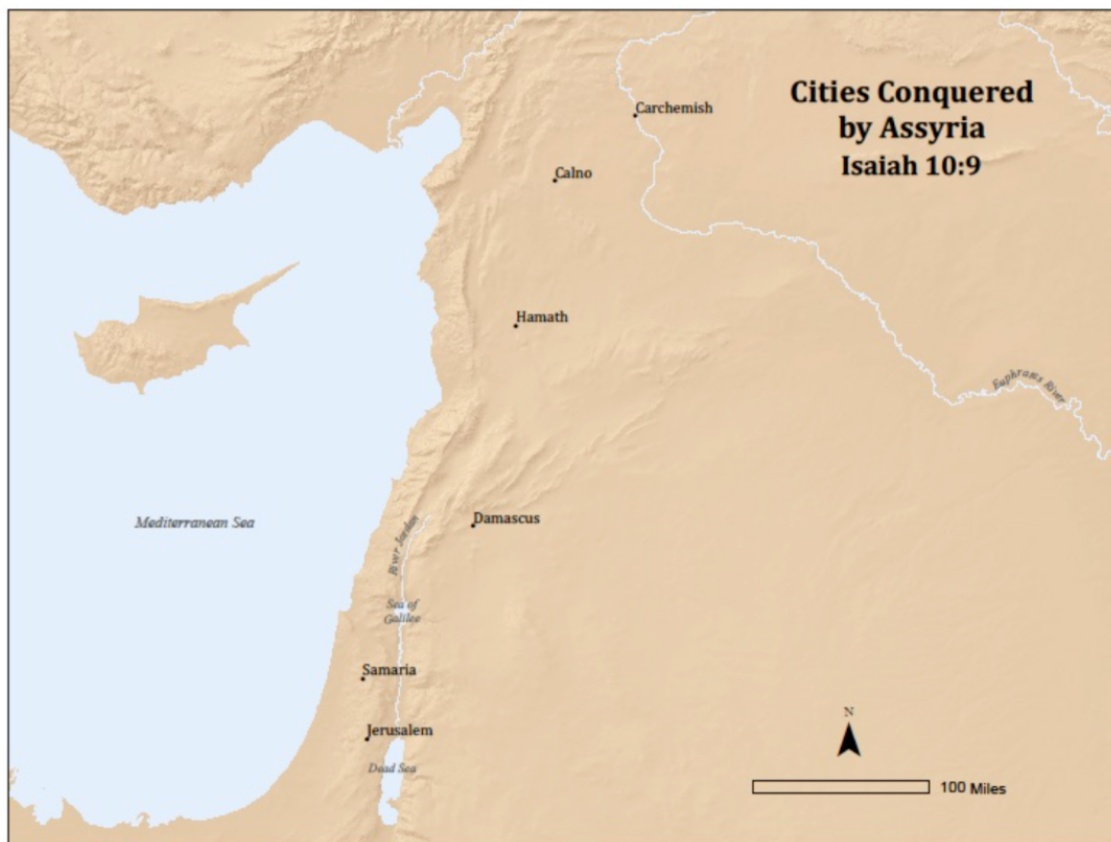 Cities Conquered
by Assyria
Isaiah 10:9
Carchemish
Calno
Hamath
Euphrates River
Mediterranean Sea
Damascus
River Jordan
Sea of
Galilee
Samaria
Jerusalem
Dead Sea
N
100 Miles